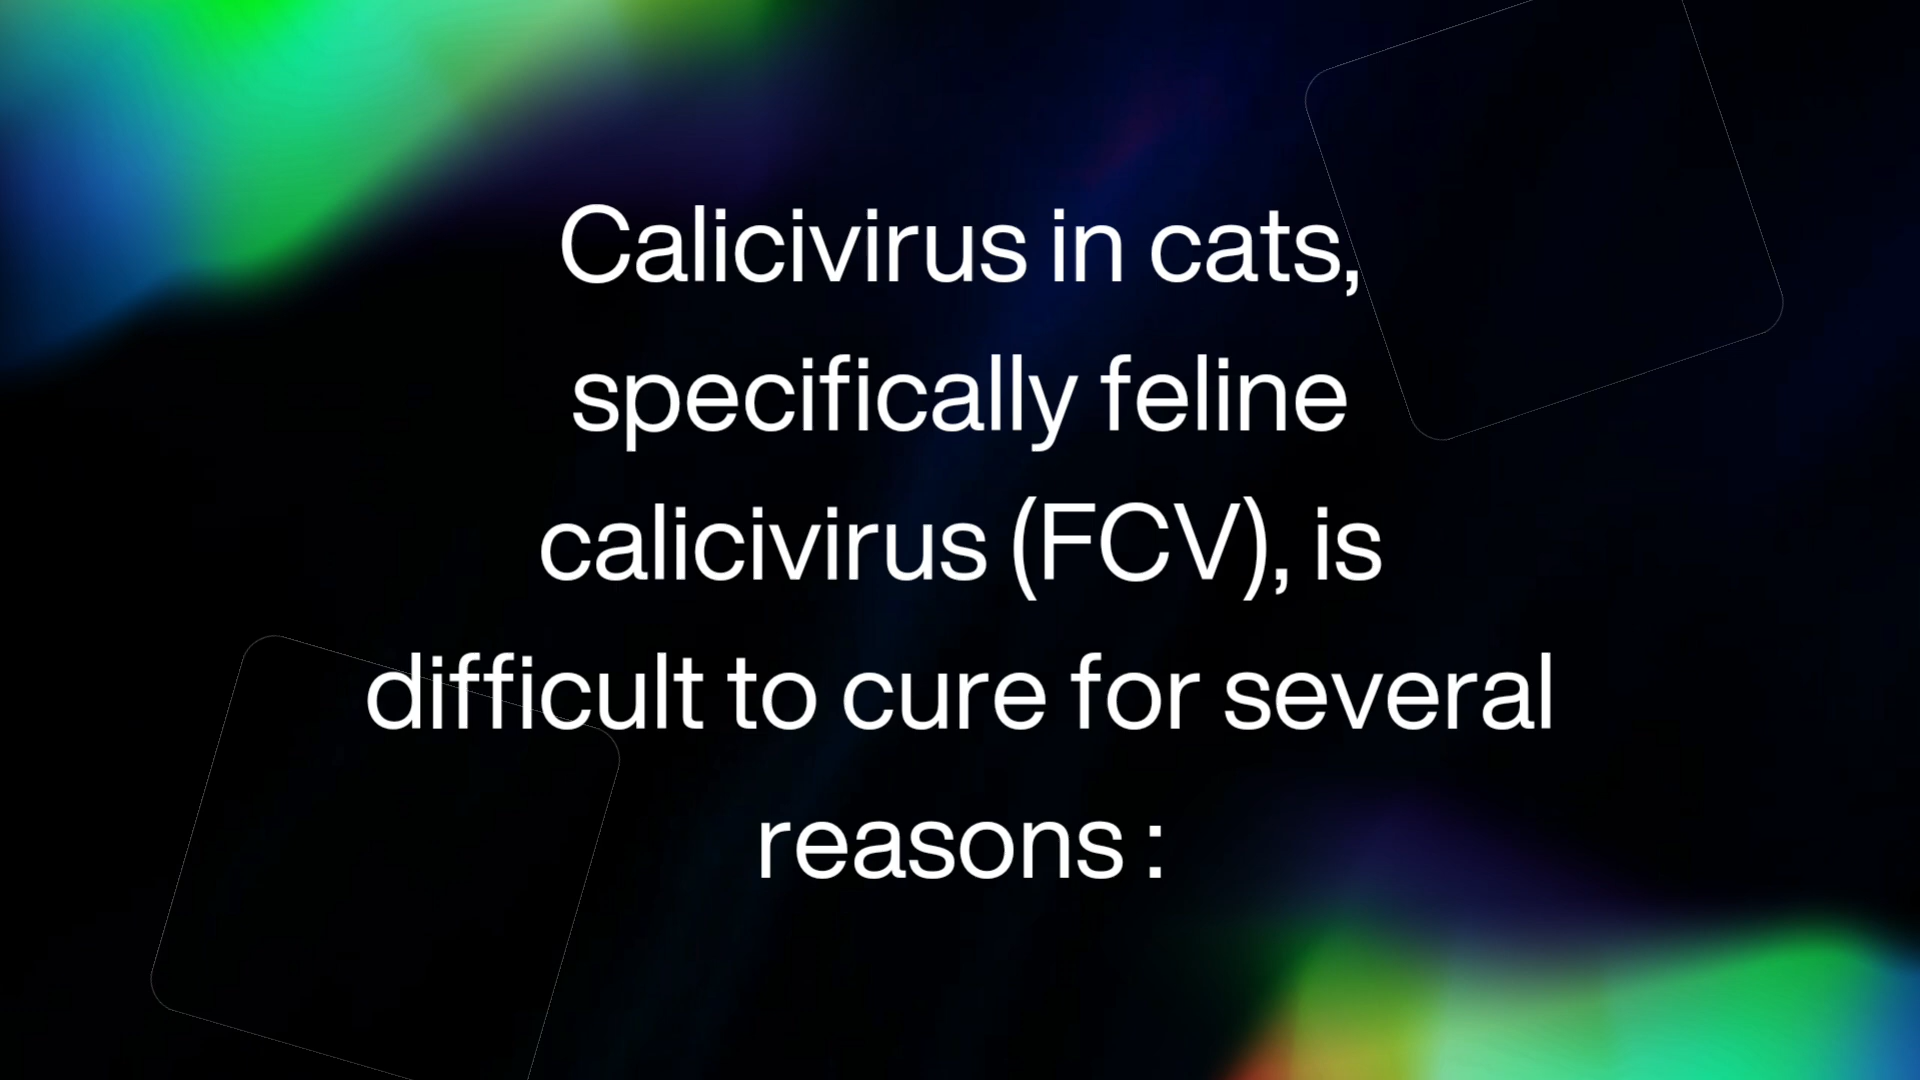 Calicivirus in cats,
specifically feline
calicivirus (FCV), is
difficult to cure for several
reasons :